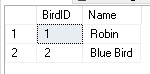 BirdID Name
1 1 Robin
2 2 Blue Bird